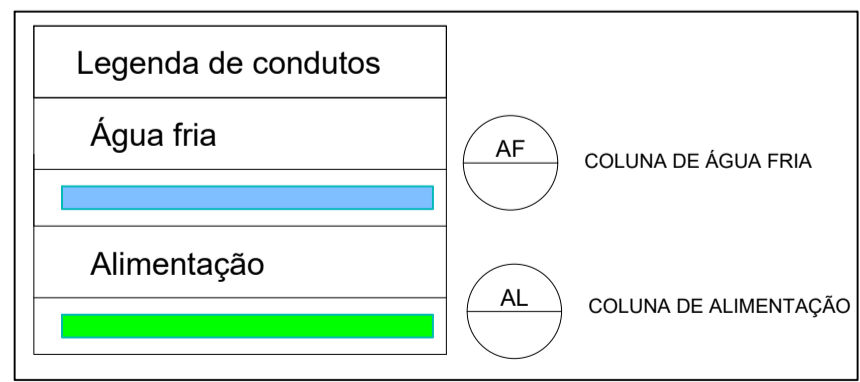 Legenda de condutos
Água fria
AF
COLUNA DE ÁGUA FRIA
Alimentação
AL
COLUNA DE ALIMENTAÇÃO